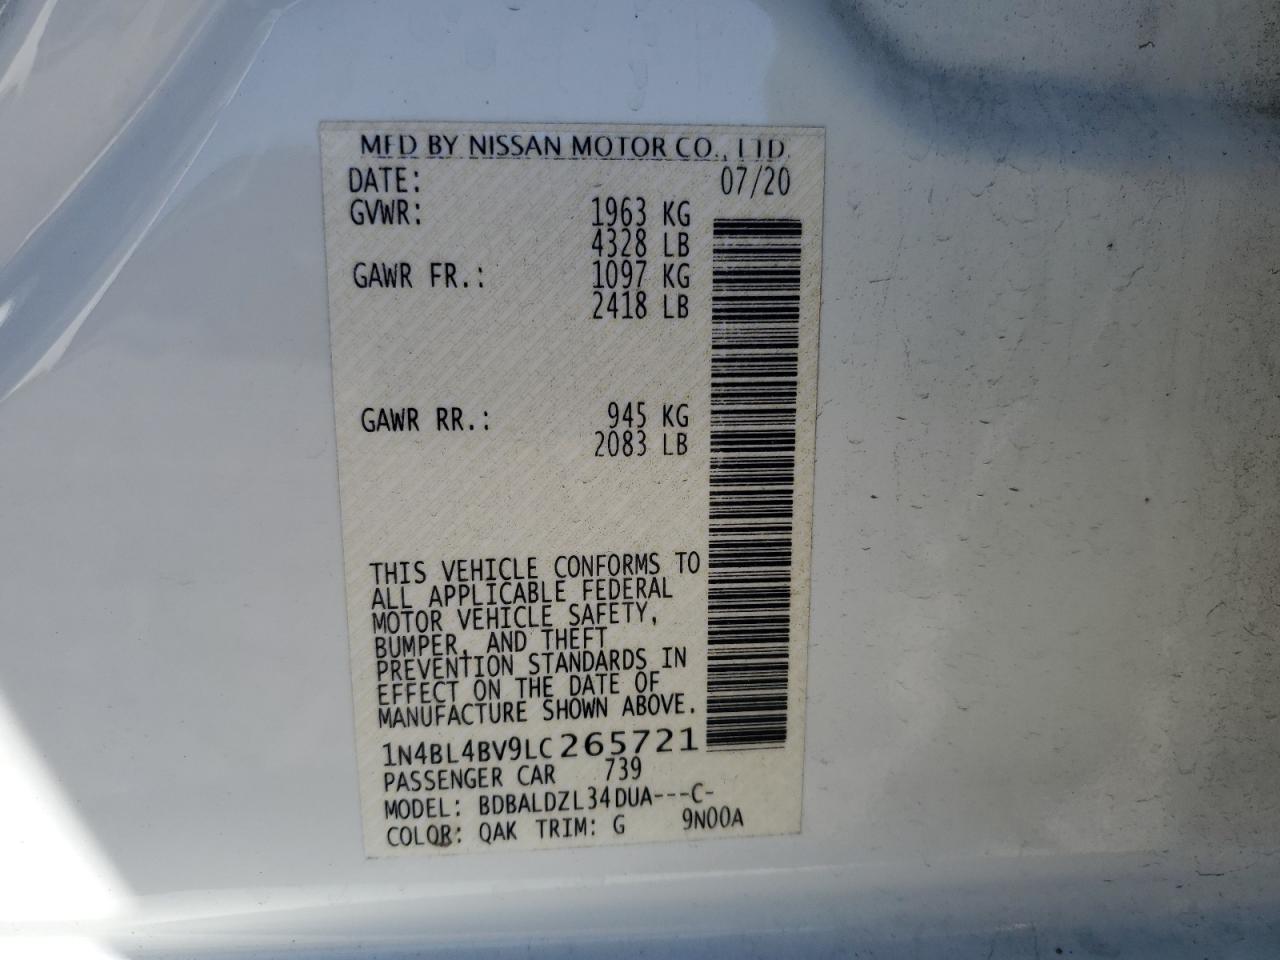 MFD BY NISSAN MOTOR CO., LTD.
DATE: 07/20
GVWR: 1963 KG
4328 LB
GAWR FR.: 1097 KG
2418 LB
GAWR RR.: 945 KG
2083 LB
THIS VEHICLE CONFORMS TO
ALL APPLICABLE FEDERAL
MOTOR VEHICLE SAFETY,
BUMPER, AND THEFT
PREVENTION STANDARDS IN
EFFECT ON THE DATE OF
MANUFACTURE SHOWN ABOVE.
1N4BL4BV9LC265721
PASSENGER CAR 739
MODEL: BDBALDZL34DUA---C-
COLOR: QAK TRIM: G 9N00A